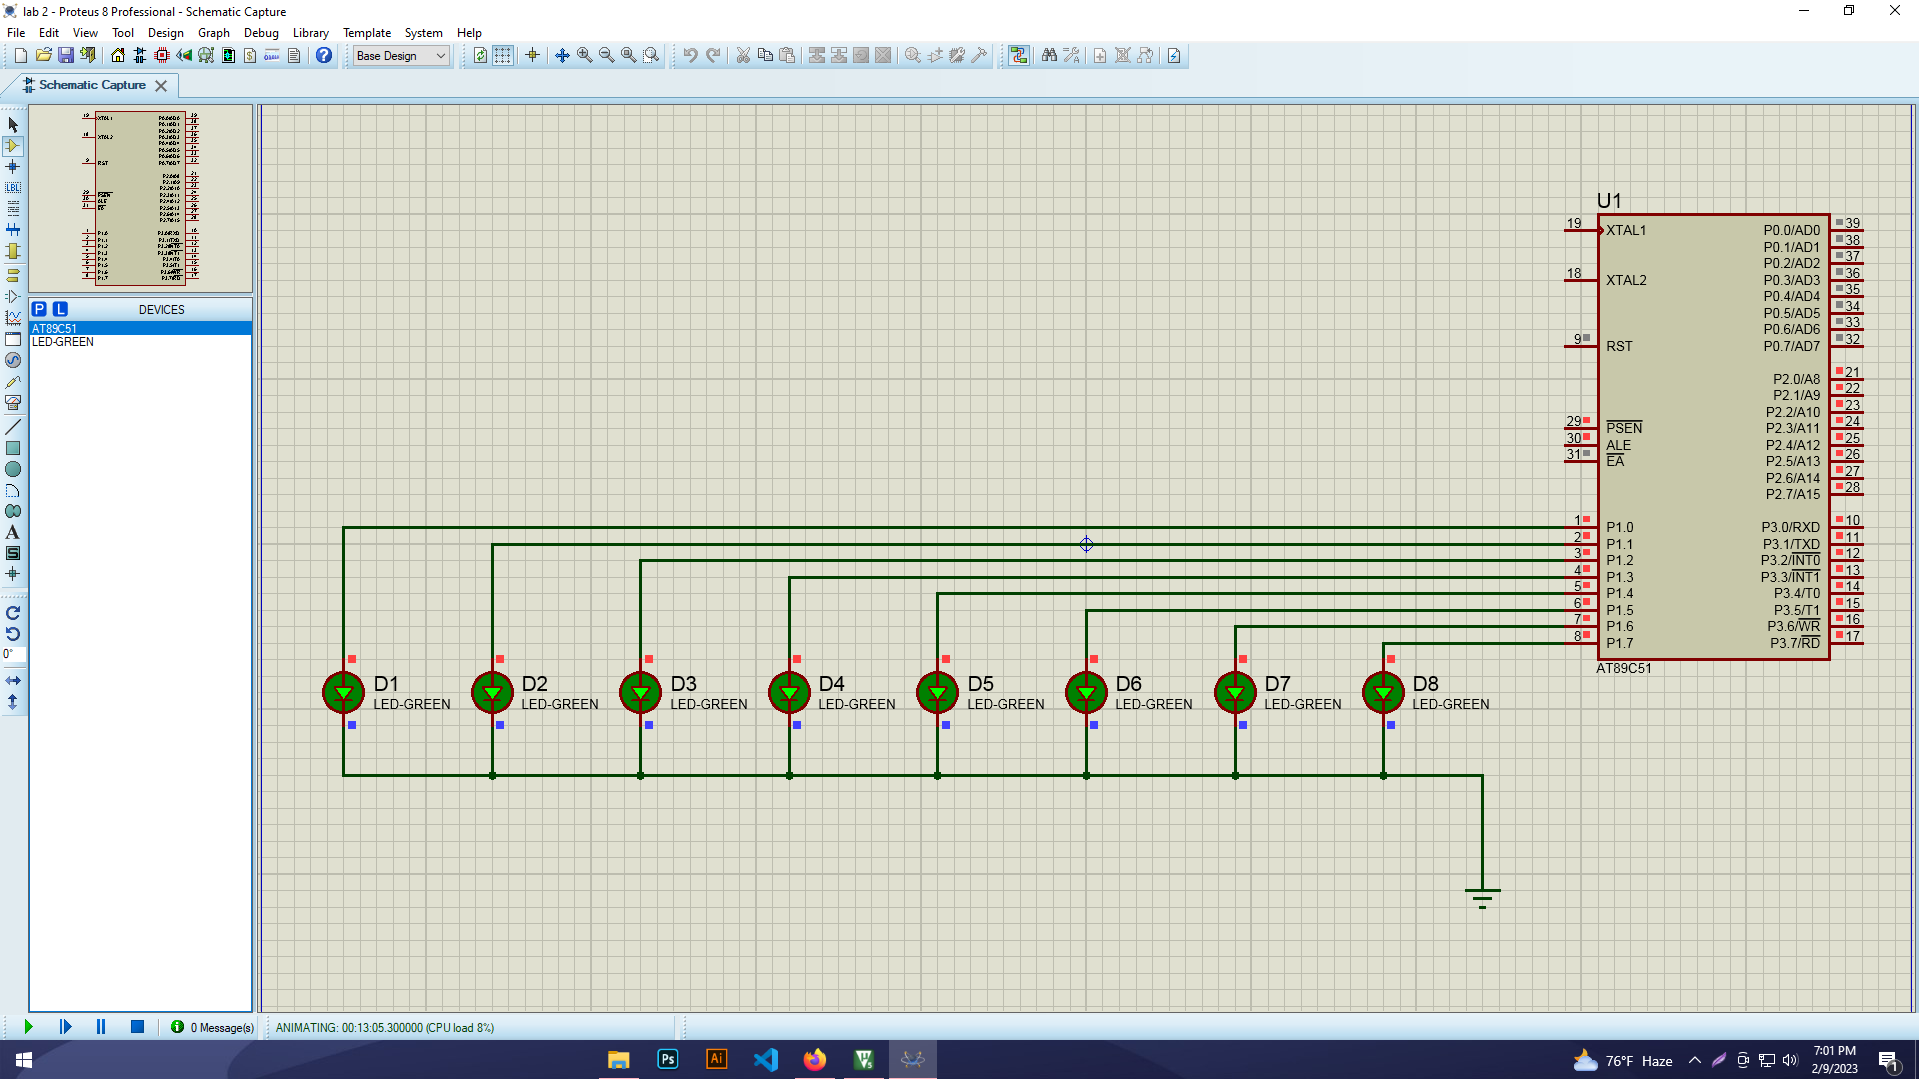 lab 2 - Proteus 8 Professional - Schematic Capture
File Edit View Tool Design Graph Debug Library Template System Help
Base Design
Schematic Capture
P L DEVICES
AT89C51
LED-GREEN
U1
19 XTAL1
18 XTAL2
9 RST
29 PSEN
30 ALE
31 EA
1 P1.0
2 P1.1
3 P1.2
4 P1.3
5 P1.4
6 P1.5
7 P1.6
8 P1.7
P0.0/AD0 39
P0.1/AD1 38
P0.2/AD2 37
P0.3/AD3 36
P0.4/AD4 35
P0.5/AD5 34
P0.6/AD6 33
P0.7/AD7 32
P2.0/A8 21
P2.1/A9 22
P2.2/A10 23
P2.3/A11 24
P2.4/A12 25
P2.5/A13 26
P2.6/A14 27
P2.7/A15 28
P3.0/RXD 10
P3.1/TXD 11
P3.2/INT0 12
P3.3/INT1 13
P3.4/T0 14
P3.5/T1 15
P3.6/WR 16
P3.7/RD 17
AT89C51
D1
LED-GREEN
D2
LED-GREEN
D3
LED-GREEN
D4
LED-GREEN
D5
LED-GREEN
D6
LED-GREEN
D7
LED-GREEN
D8
LED-GREEN
LBL
A
S
0°
0 Message(s)
ANIMATING: 00:13:05.300000 (CPU load 8%)
Ps
Ai
76°F Haze
7:01 PM
2/9/2023
1